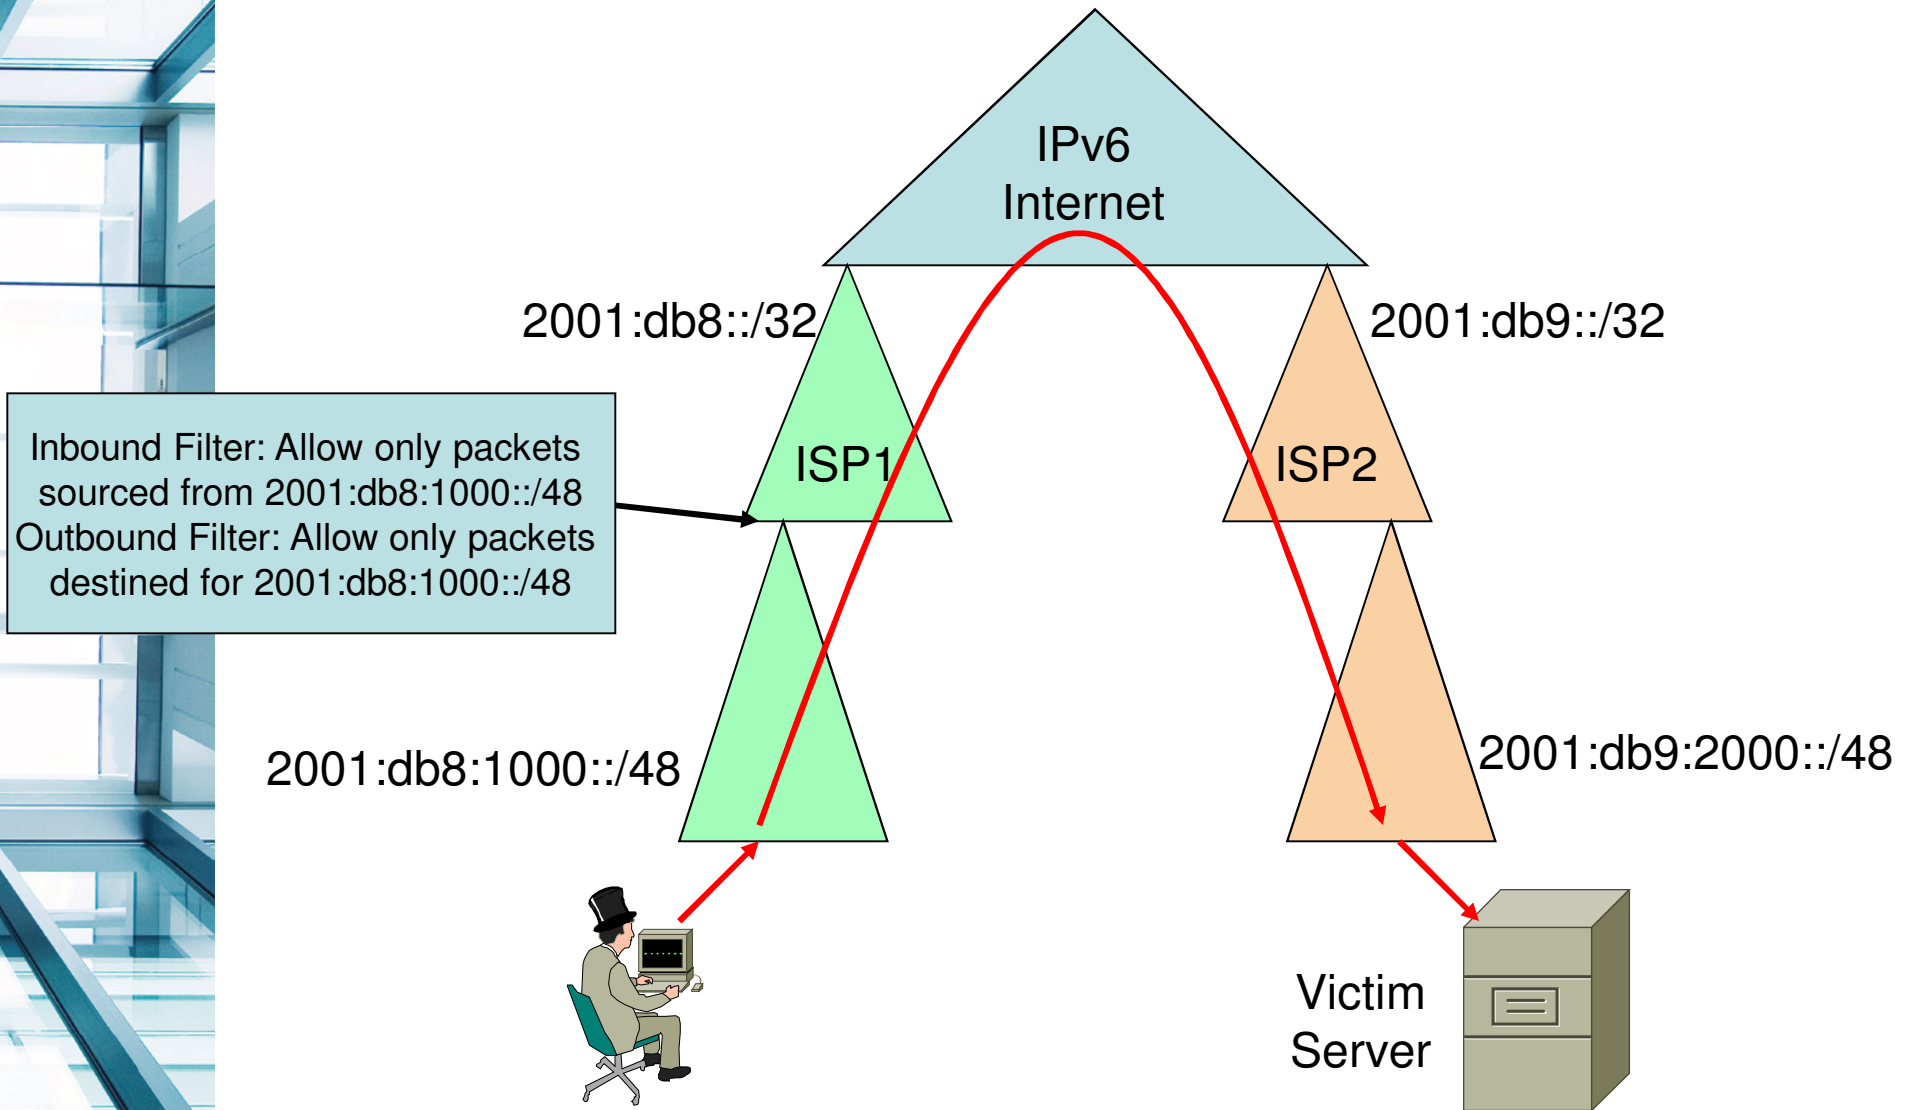 IPv6
Internet
2001:db8::/32
2001:db9::/32
Inbound Filter: Allow only packets
sourced from 2001:db8:1000::/48
Outbound Filter: Allow only packets
destined for 2001:db8:1000::/48
ISP1
ISP2
2001:db8:1000::/48
2001:db9:2000::/48
Victim
Server